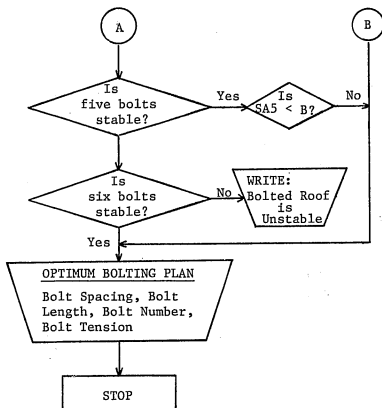 A
B
Is
five bolts
stable?
Yes
Is
SA5 < B?
No
Is
six bolts
stable?
No
WRITE:
Bolted Roof
is
Unstable
Yes
OPTIMUM BOLTING PLAN
Bolt Spacing, Bolt
Length, Bolt Number,
Bolt Tension
STOP